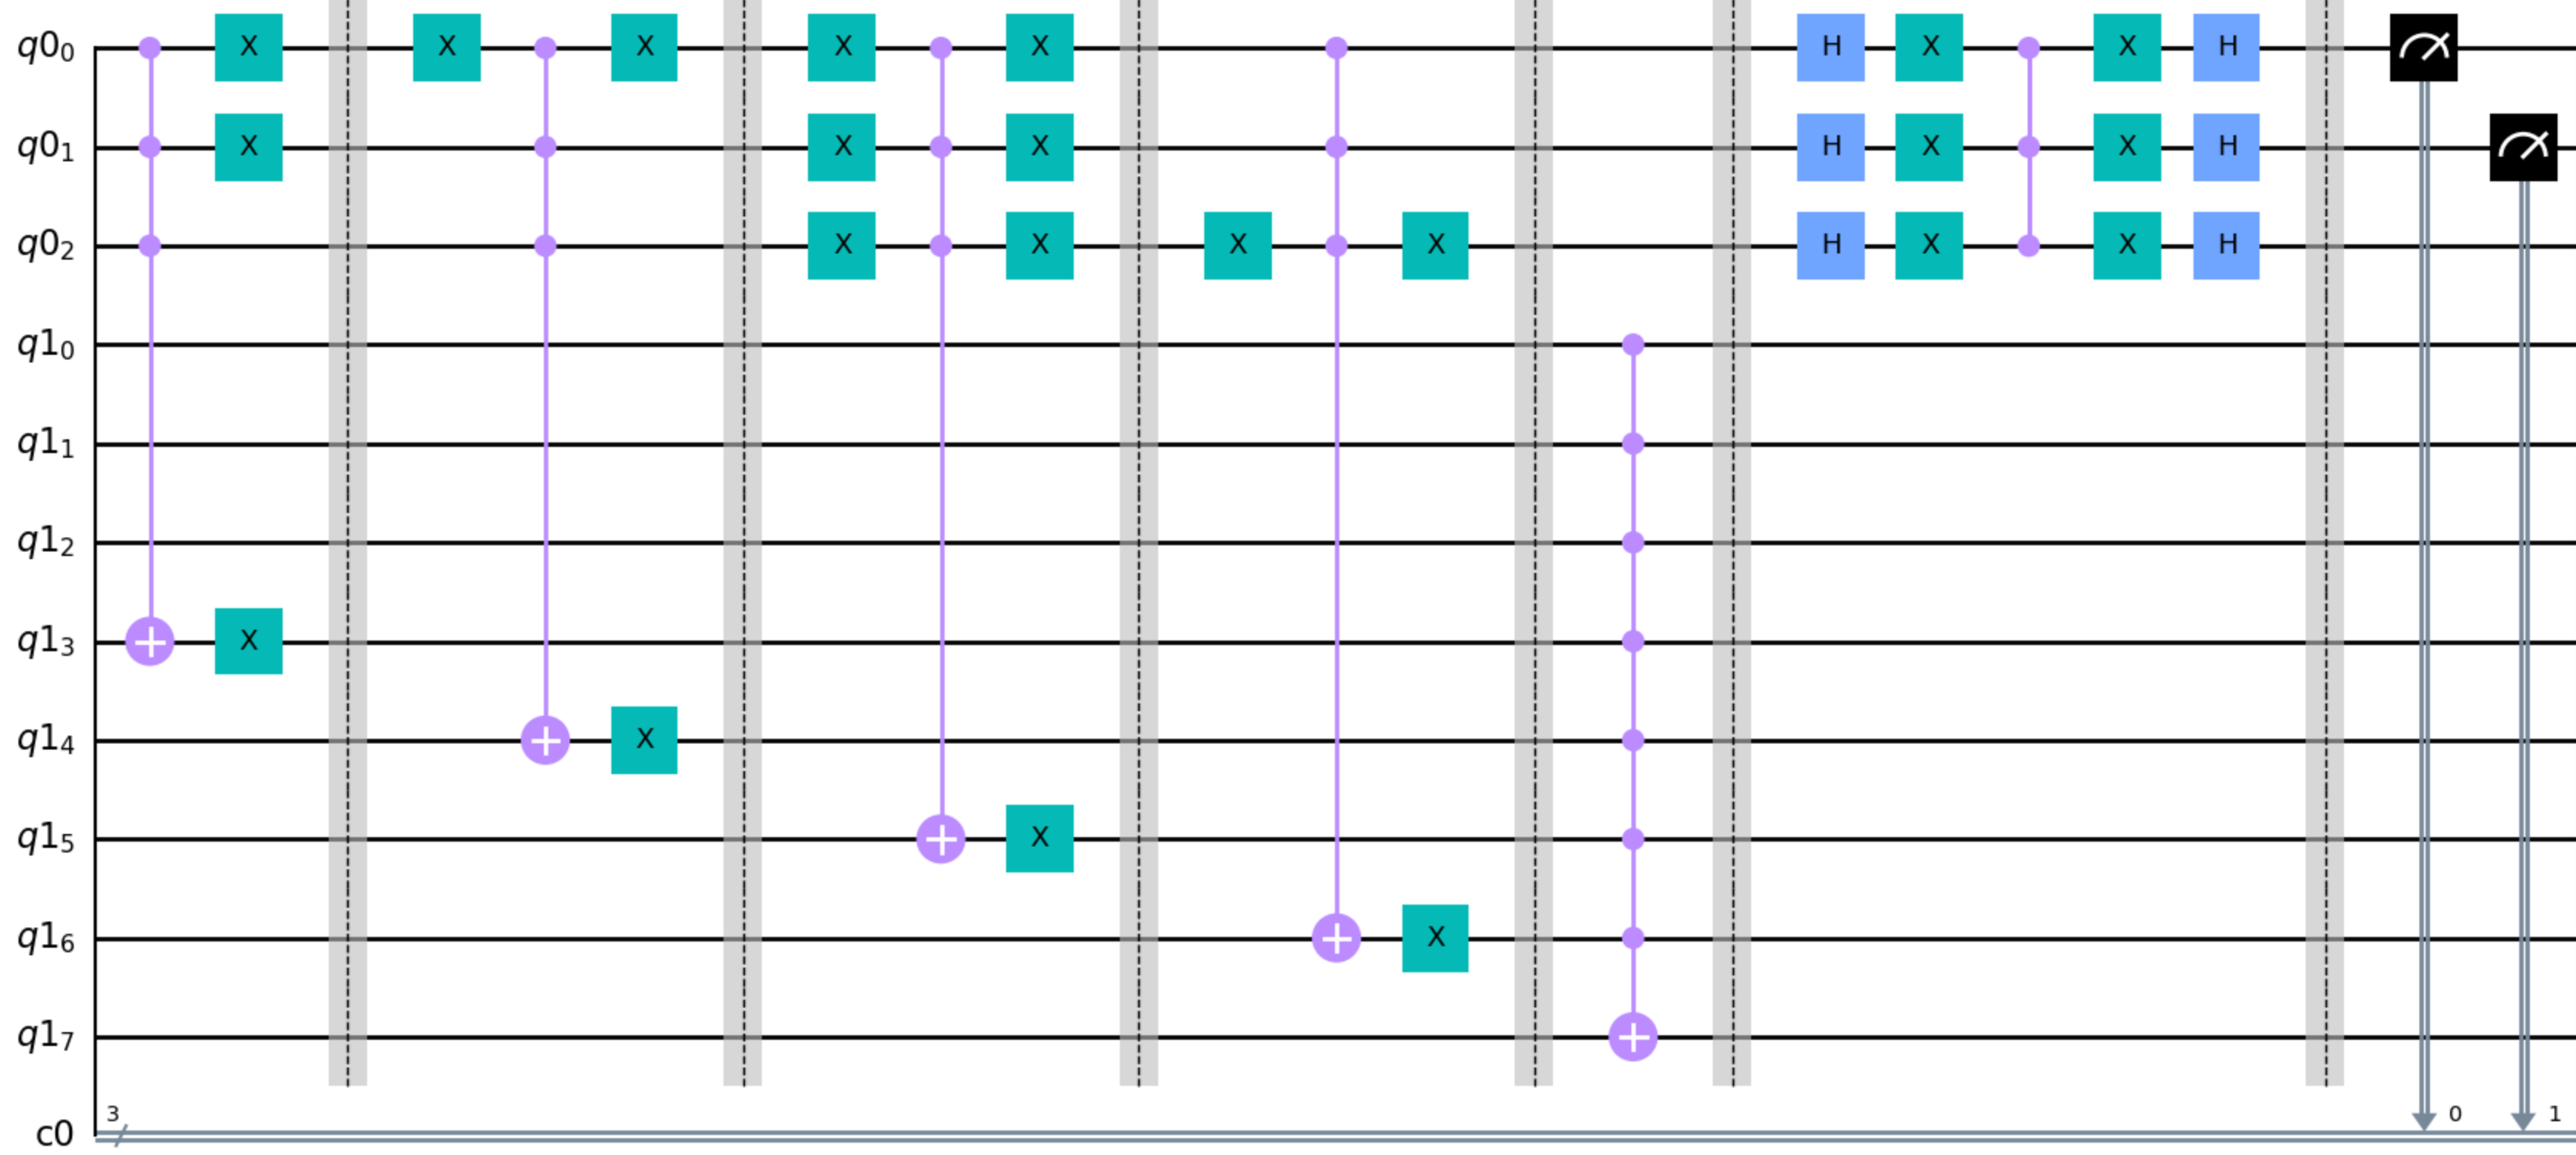 q0₀ X X X X X H X X H
q0₁ X X X H X X H
q0₂ X X X X H X X H
q1₀
q1₁
q1₂
q1₃ X
q1₄ X
q1₅ X
q1₆ X
q1₇
c0 3 0 1